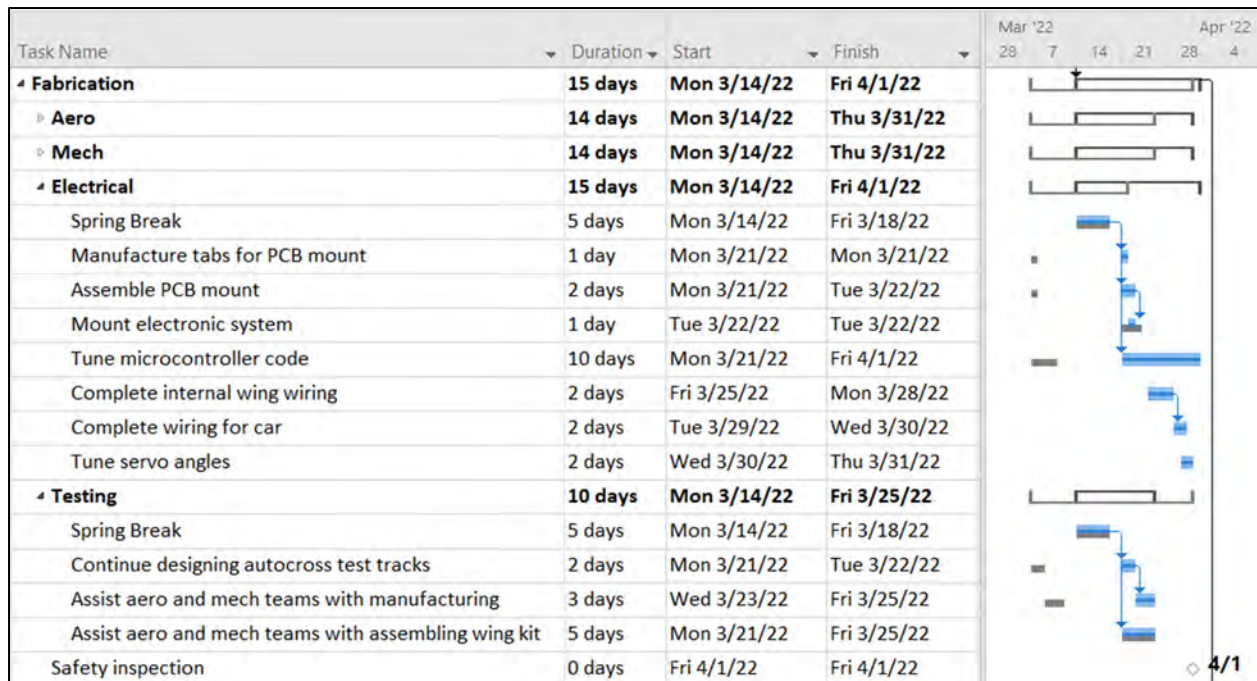 Mar '22 Apr '22
Task Name Duration Start Finish 28 7 14 21 28 4
Fabrication 15 days Mon 3/14/22 Fri 4/1/22
Aero 14 days Mon 3/14/22 Thu 3/31/22
Mech 14 days Mon 3/14/22 Thu 3/31/22
Electrical 15 days Mon 3/14/22 Fri 4/1/22
Spring Break 5 days Mon 3/14/22 Fri 3/18/22
Manufacture tabs for PCB mount 1 day Mon 3/21/22 Mon 3/21/22
Assemble PCB mount 2 days Mon 3/21/22 Tue 3/22/22
Mount electronic system 1 day Tue 3/22/22 Tue 3/22/22
Tune microcontroller code 10 days Mon 3/21/22 Fri 4/1/22
Complete internal wing wiring 2 days Fri 3/25/22 Mon 3/28/22
Complete wiring for car 2 days Tue 3/29/22 Wed 3/30/22
Tune servo angles 2 days Wed 3/30/22 Thu 3/31/22
Testing 10 days Mon 3/14/22 Fri 3/25/22
Spring Break 5 days Mon 3/14/22 Fri 3/18/22
Continue designing autocross test tracks 2 days Mon 3/21/22 Tue 3/22/22
Assist aero and mech teams with manufacturing 3 days Wed 3/23/22 Fri 3/25/22
Assist aero and mech teams with assembling wing kit 5 days Mon 3/21/22 Fri 3/25/22
Safety inspection 0 days Fri 4/1/22 Fri 4/1/22 4/1